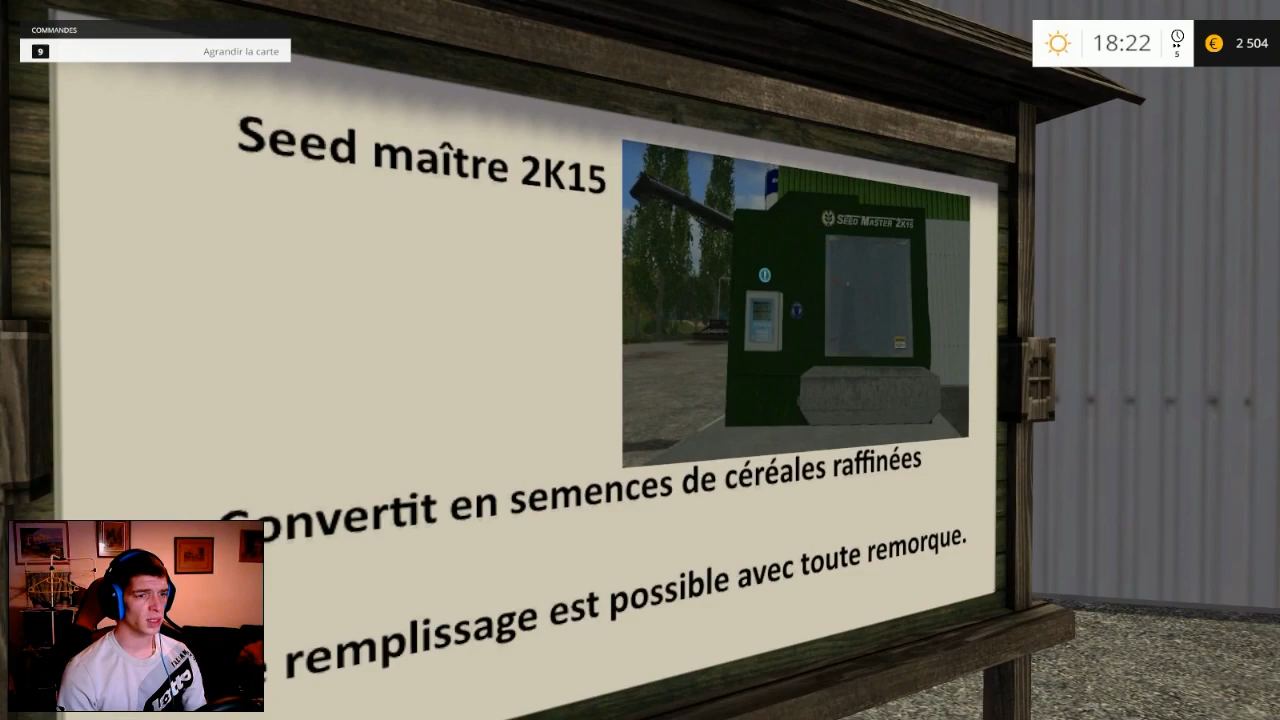 COMMANDES
9 Agrandir la carte
18:22
5
€ 2 504
Seed maître 2K15
SEED MASTER 2K15
Convertit en semences de céréales raffinées
remplissage est possible avec toute remorque.